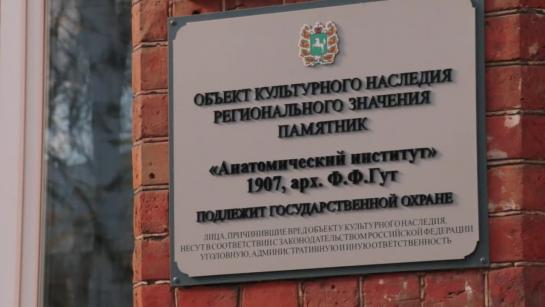 ОБЪЕКТ КУЛЬТУРНОГО НАСЛЕДИЯ
РЕГИОНАЛЬНОГО ЗНАЧЕНИЯ
ПАМЯТНИК
«Анатомический институт»
1907, арх. Ф.Ф.Гут
ПОДЛЕЖИТ ГОСУДАРСТВЕННОЙ ОХРАНЕ
ЛИЦА, ПРИЧИНИВШИЕ ВРЕД ОБЪЕКТУ КУЛЬТУРНОГО НАСЛЕДИЯ,
НЕСУТ В СООТВЕТСТВИИ С ЗАКОНОДАТЕЛЬСТВОМ РОССИЙСКОЙ ФЕДЕРАЦИИ
УГОЛОВНУЮ, АДМИНИСТРАТИВНУЮ И ИНУЮ ОТВЕТСТВЕННОСТЬ